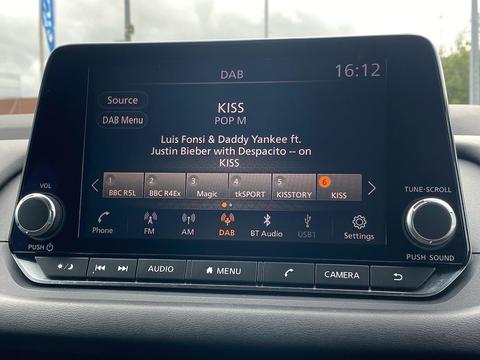 DAB
16:12
Source
KISS
POP M
DAB Menu
Luis Fonsi & Daddy Yankee ft.
Justin Bieber with Despacito -- on
KISS
1 2 3 4 5 6
BBC R5L BBC R4Ex Magic tkSPORT KISSTORY KISS
VOL
TUNE·SCROLL
Phone FM AM DAB BT Audio USB1 Settings
PUSH
PUSH SOUND
AUDIO MENU CAMERA